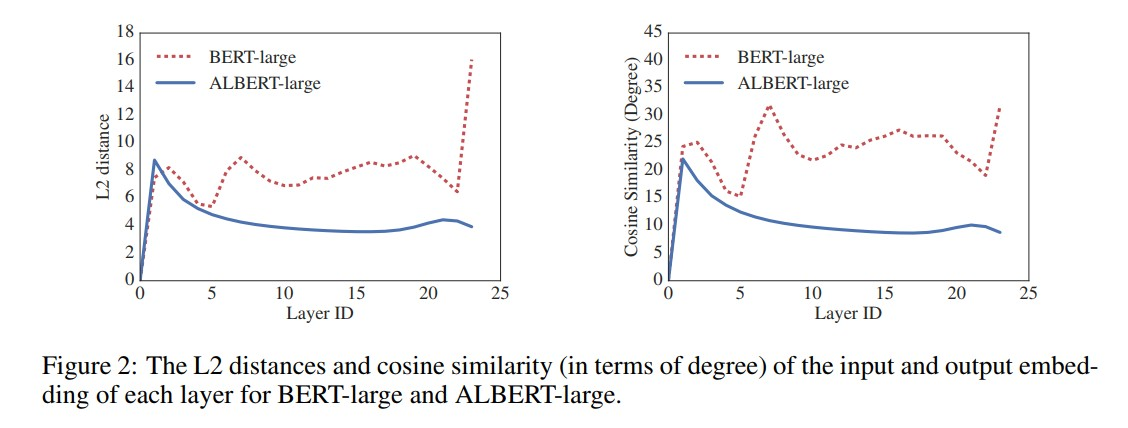 18
16
14
12
10
8
6
4
2
0
L2 distance
BERT-large
ALBERT-large
0 5 10 15 20 25
Layer ID
45
40
35
30
25
20
15
10
5
0
Cosine Similarity (Degree)
BERT-large
ALBERT-large
0 5 10 15 20 25
Layer ID
Figure 2: The L2 distances and cosine similarity (in terms of degree) of the input and output embed-
ding of each layer for BERT-large and ALBERT-large.